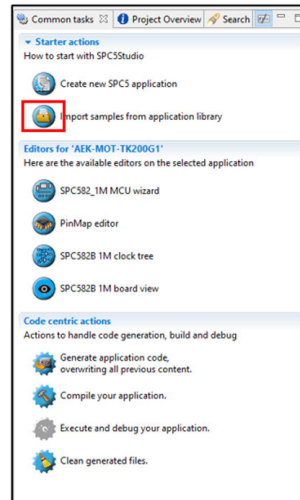 Common tasks Project Overview Search
Starter actions
How to start with SPC5Studio
Create new SPC5 application
Import samples from application library
Editors for 'AEK-MOT-TK200G1'
Here are the available editors on the selected application
SPC582_1M MCU wizard
PinMap editor
SPC582B 1M clock tree
SPC582B 1M board view
Code centric actions
Actions to handle code generation, build and debug
Generate application code,
overwriting all previous content.
Compile your application.
Execute and debug your application.
Clean generated files.